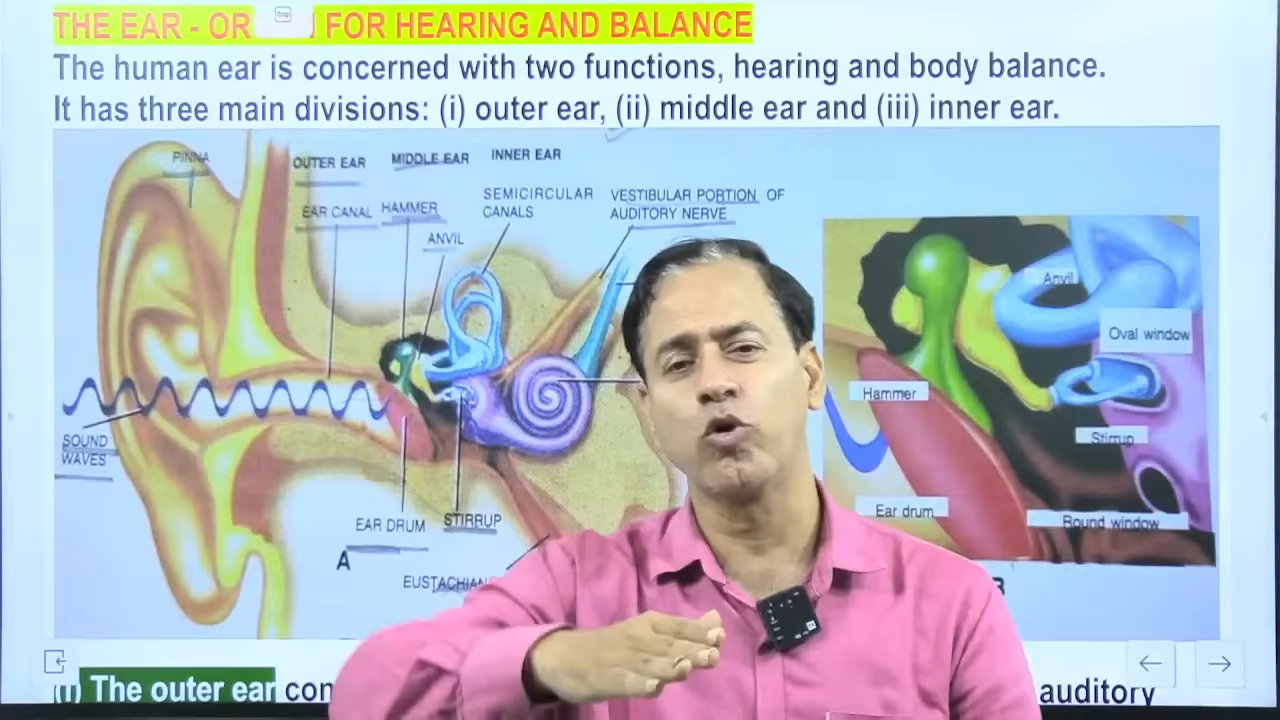 THE EAR - OR FOR HEARING AND BALANCE
The human ear is concerned with two functions, hearing and body balance.
It has three main divisions: (i) outer ear, (ii) middle ear and (iii) inner ear.
PINNA
OUTER EAR
MIDDLE EAR
INNER EAR
EAR CANAL
HAMMER
ANVIL
SEMICIRCULAR
CANALS
VESTIBULAR PORTION OF
AUDITORY NERVE
SOUND
WAVES
EAR DRUM
STIRRUP
A
EUSTACHIAN
Anvil
Oval window
Hammer
Stirrup
Ear drum
Round window
B
(i) The outer ear con auditory